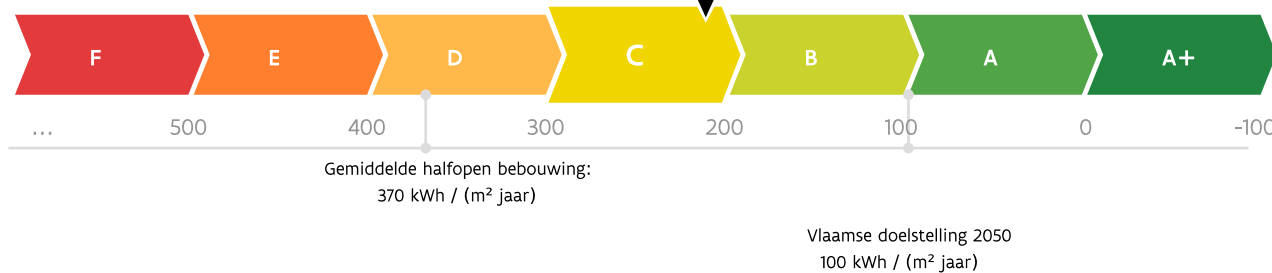 F E D C B A A+
... 500 400 300 200 100 0 -100
Gemiddelde halfopen bebouwing:
370 kWh / (m² jaar)
Vlaamse doelstelling 2050
100 kWh / (m² jaar)